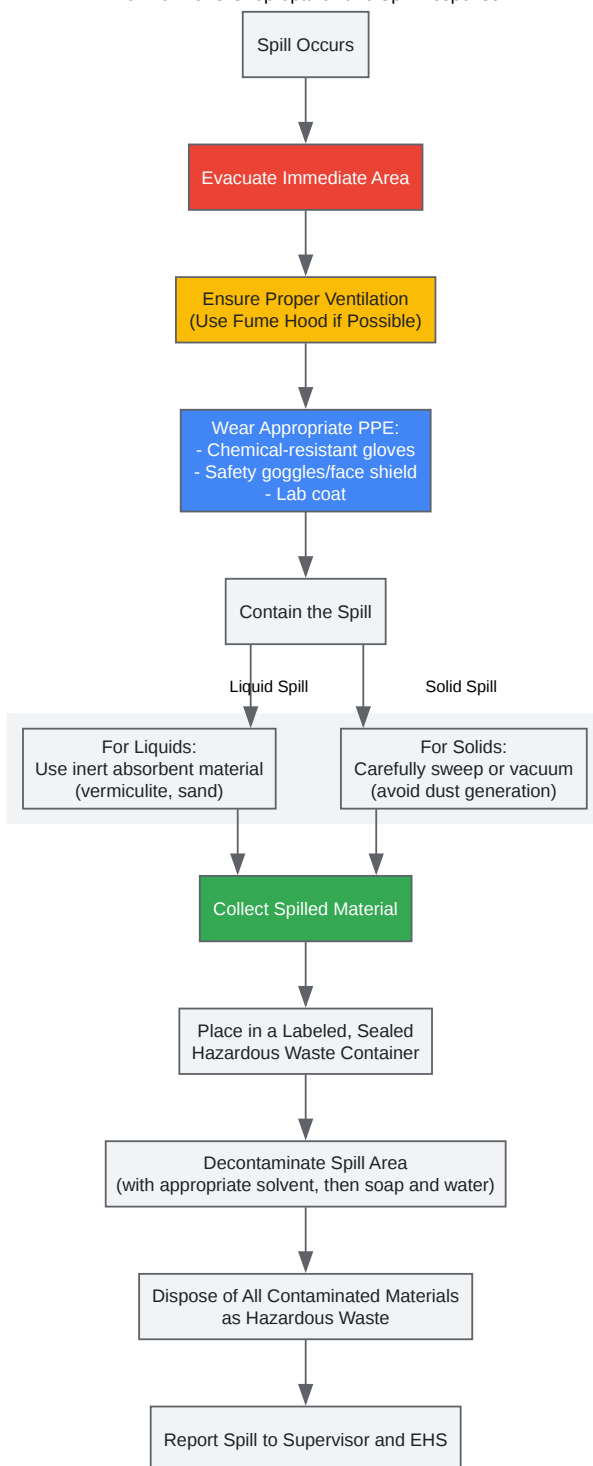 Spill Occurs
Evacuate Immediate Area
Ensure Proper Ventilation
(Use Fume Hood if Possible)
Wear Appropriate PPE:
- Chemical-resistant gloves
- Safety goggles/face shield
- Lab coat
Contain the Spill
Liquid Spill
Solid Spill
For Liquids:
Use inert absorbent material
(vermiculite, sand)
For Solids:
Carefully sweep or vacuum
(avoid dust generation)
Collect Spilled Material
Place in a Labeled, Sealed
Hazardous Waste Container
Decontaminate Spill Area
(with appropriate solvent, then soap and water)
Dispose of All Contaminated Materials
as Hazardous Waste
Report Spill to Supervisor and EHS